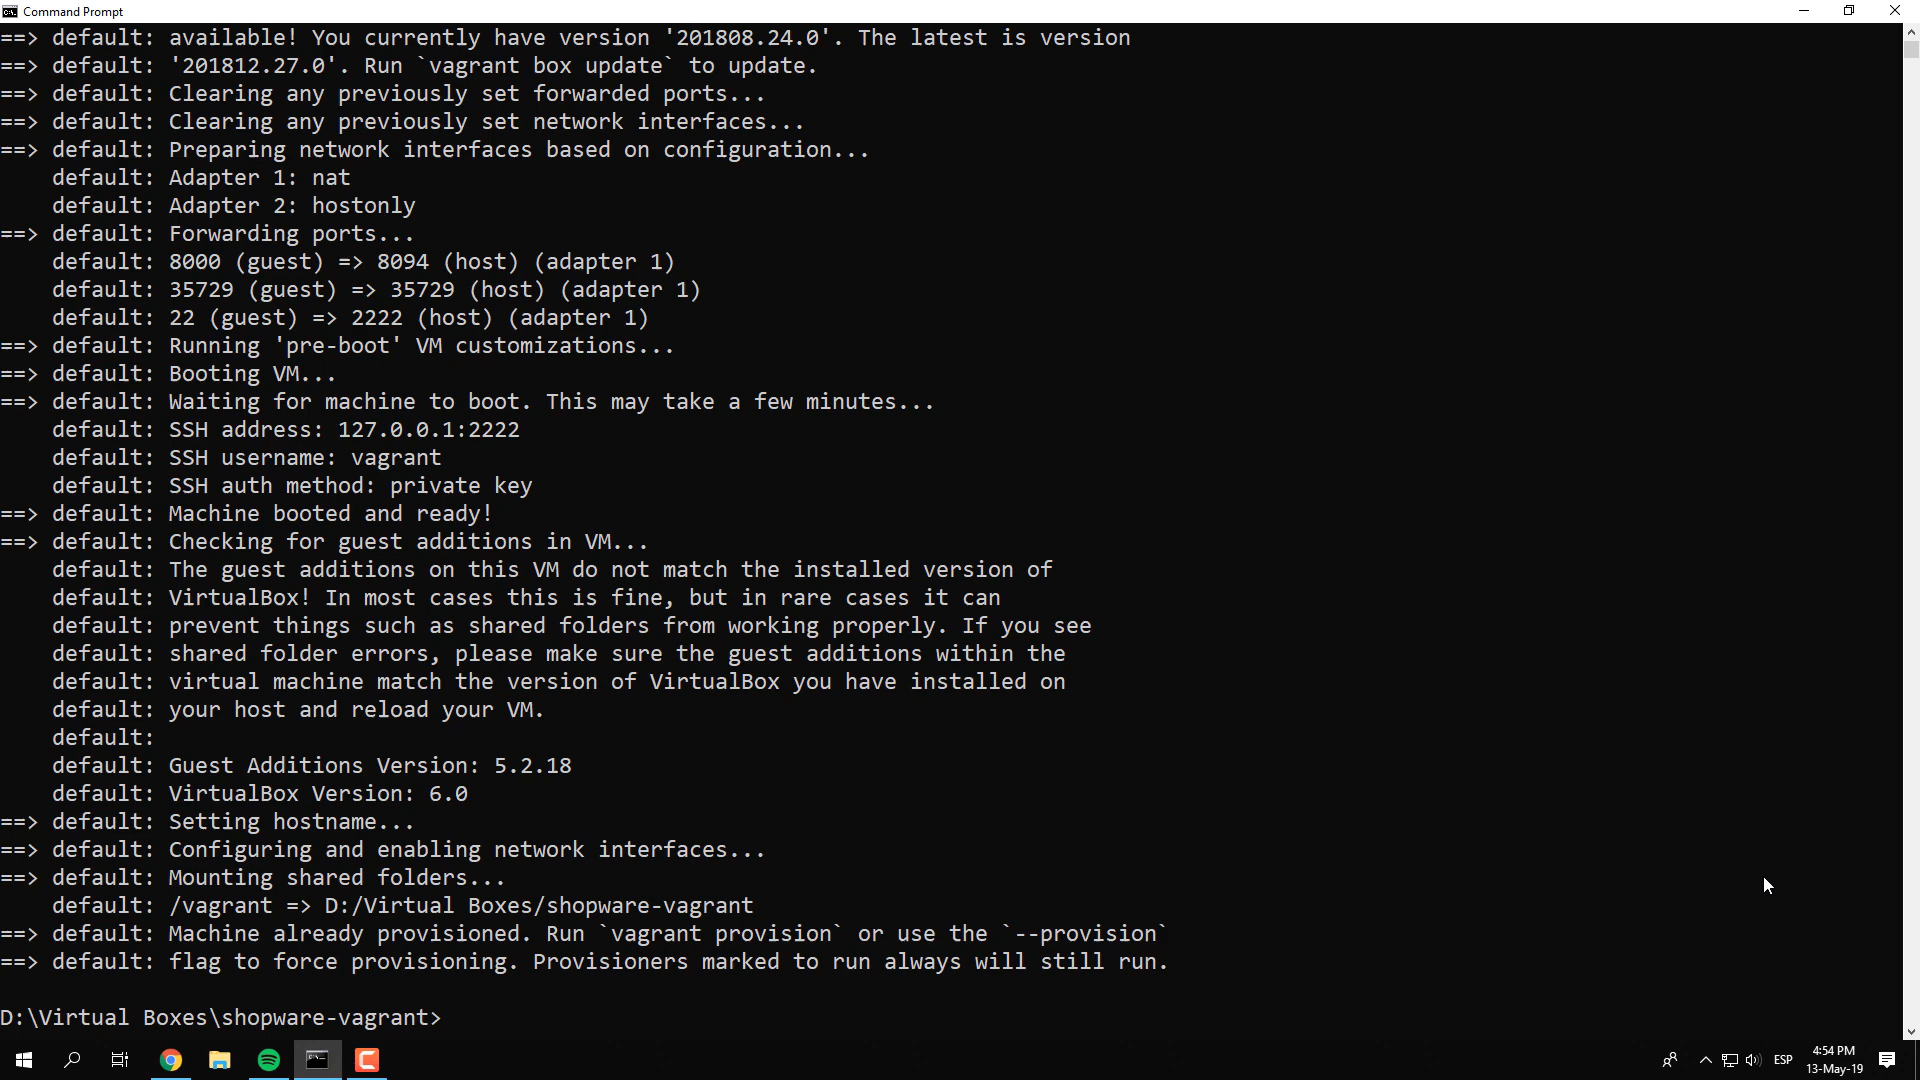 Command Prompt
==> default: available! You currently have version '201808.24.0'. The latest is version
==> default: '201812.27.0'. Run `vagrant box update` to update.
==> default: Clearing any previously set forwarded ports...
==> default: Clearing any previously set network interfaces...
==> default: Preparing network interfaces based on configuration...
    default: Adapter 1: nat
    default: Adapter 2: hostonly
==> default: Forwarding ports...
    default: 8000 (guest) => 8094 (host) (adapter 1)
    default: 35729 (guest) => 35729 (host) (adapter 1)
    default: 22 (guest) => 2222 (host) (adapter 1)
==> default: Running 'pre-boot' VM customizations...
==> default: Booting VM...
==> default: Waiting for machine to boot. This may take a few minutes...
    default: SSH address: 127.0.0.1:2222
    default: SSH username: vagrant
    default: SSH auth method: private key
==> default: Machine booted and ready!
==> default: Checking for guest additions in VM...
    default: The guest additions on this VM do not match the installed version of
    default: VirtualBox! In most cases this is fine, but in rare cases it can
    default: prevent things such as shared folders from working properly. If you see
    default: shared folder errors, please make sure the guest additions within the
    default: virtual machine match the version of VirtualBox you have installed on
    default: your host and reload your VM.
    default:
    default: Guest Additions Version: 5.2.18
    default: VirtualBox Version: 6.0
==> default: Setting hostname...
==> default: Configuring and enabling network interfaces...
==> default: Mounting shared folders...
    default: /vagrant => D:/Virtual Boxes/shopware-vagrant
==> default: Machine already provisioned. Run `vagrant provision` or use the `--provision`
==> default: flag to force provisioning. Provisioners marked to run always will still run.
D:\Virtual Boxes\shopware-vagrant>
ESP
4:54 PM
13-May-19